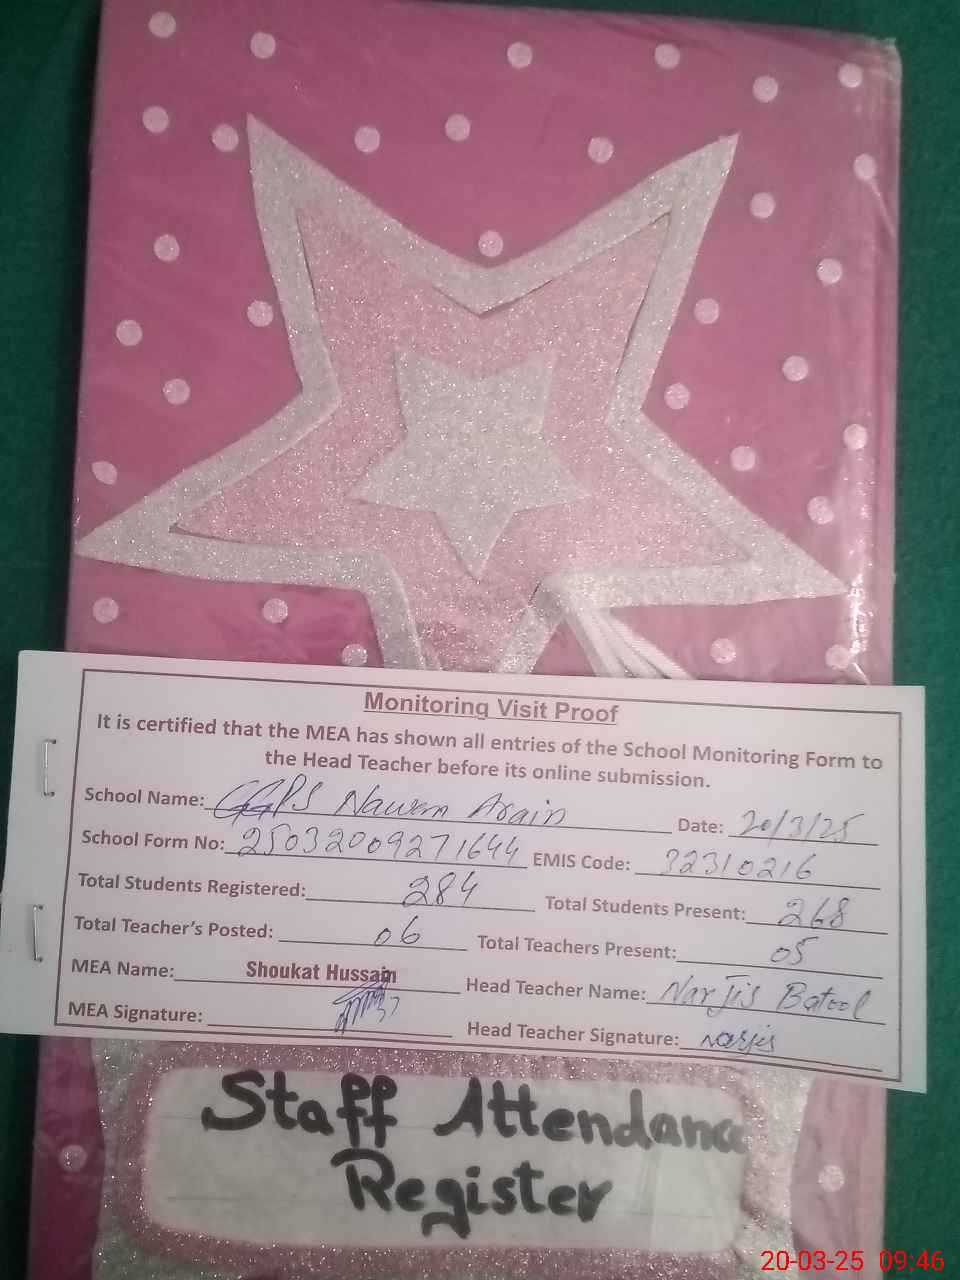 Monitoring Visit Proof
It is certified that the MEA has shown all entries of the School Monitoring Form to
the Head Teacher before its online submission.
School Name: GGPS Nawern Arain Date: 20/3/25
School Form No: 25032009271644 EMIS Code: 32310216
Total Students Registered: 284 Total Students Present: 268
Total Teacher's Posted: 06 Total Teachers Present: 05
MEA Name: Shoukat Hussain Head Teacher Name: Narjis Batool
MEA Signature: Head Teacher Signature: narjis
Staff Attendance
Register
20-03-25 09:46